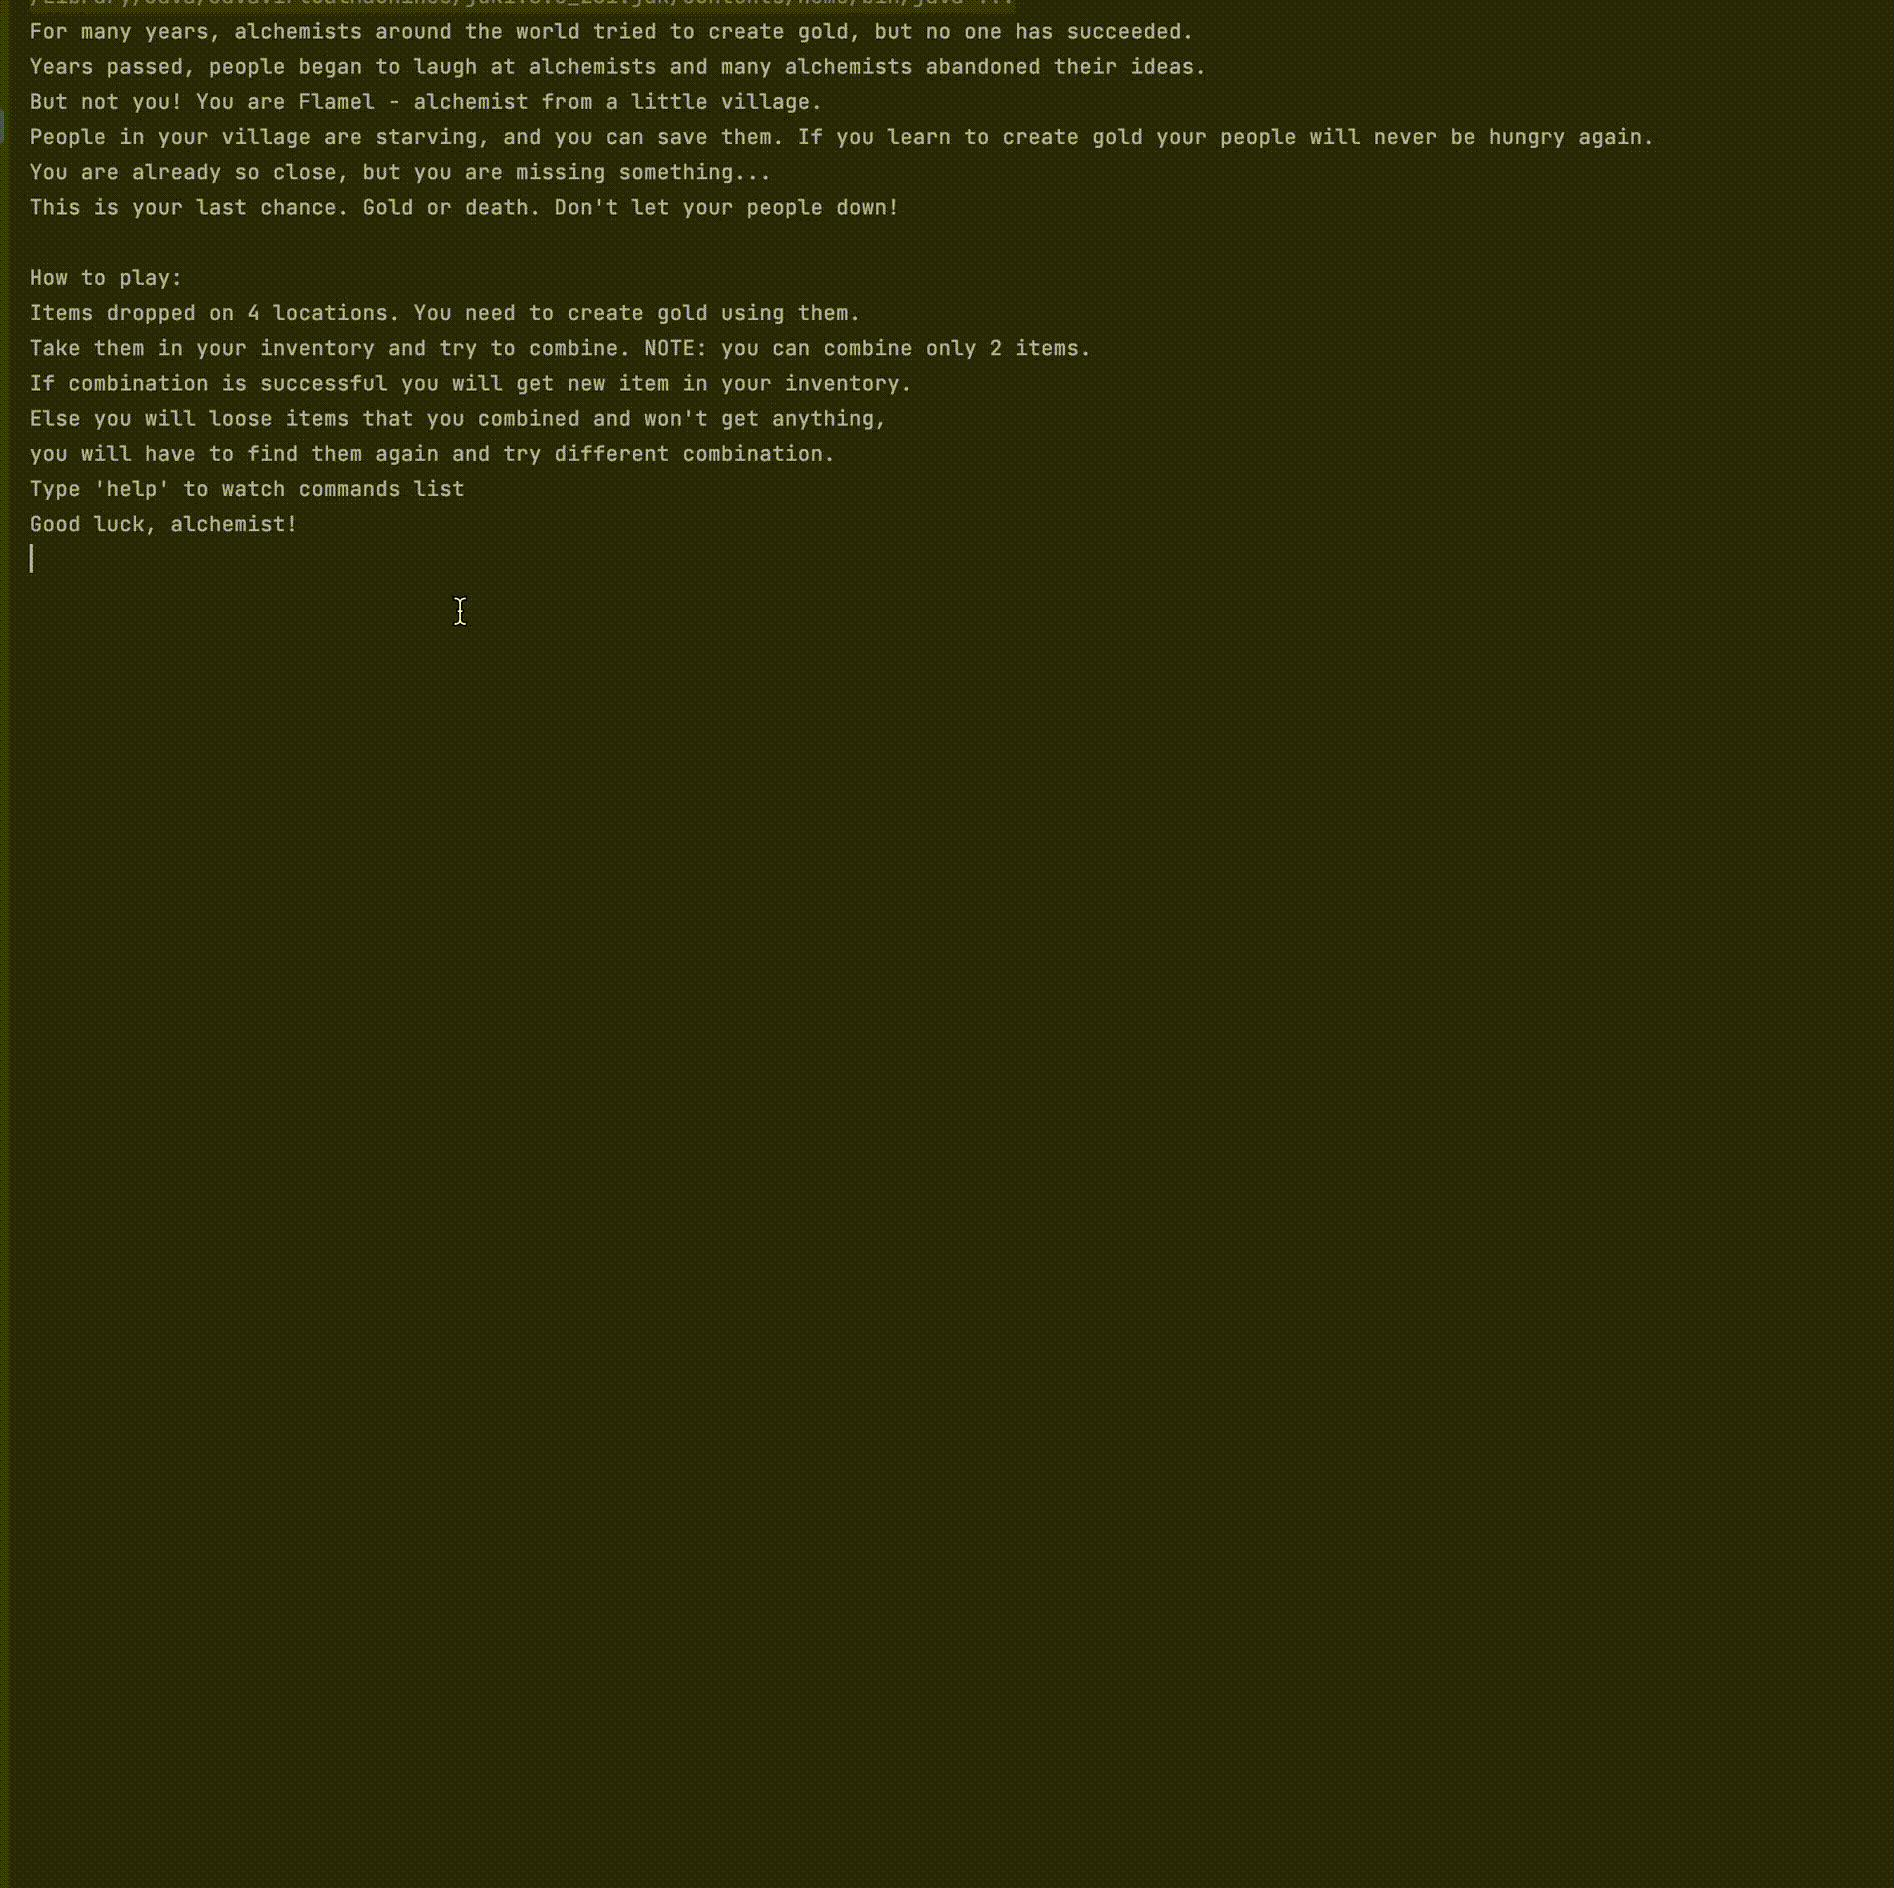 For many years, alchemists around the world tried to create gold, but no one has succeeded.
Years passed, people began to laugh at alchemists and many alchemists abandoned their ideas.
But not you! You are Flamel - alchemist from a little village.
People in your village are starving, and you can save them. If you learn to create gold your people will never be hungry again.
You are already so close, but you are missing something...
This is your last chance. Gold or death. Don't let your people down!
How to play:
Items dropped on 4 locations. You need to create gold using them.
Take them in your inventory and try to combine. NOTE: you can combine only 2 items.
If combination is successful you will get new item in your inventory.
Else you will loose items that you combined and won't get anything,
you will have to find them again and try different combination.
Type 'help' to watch commands list
Good luck, alchemist!